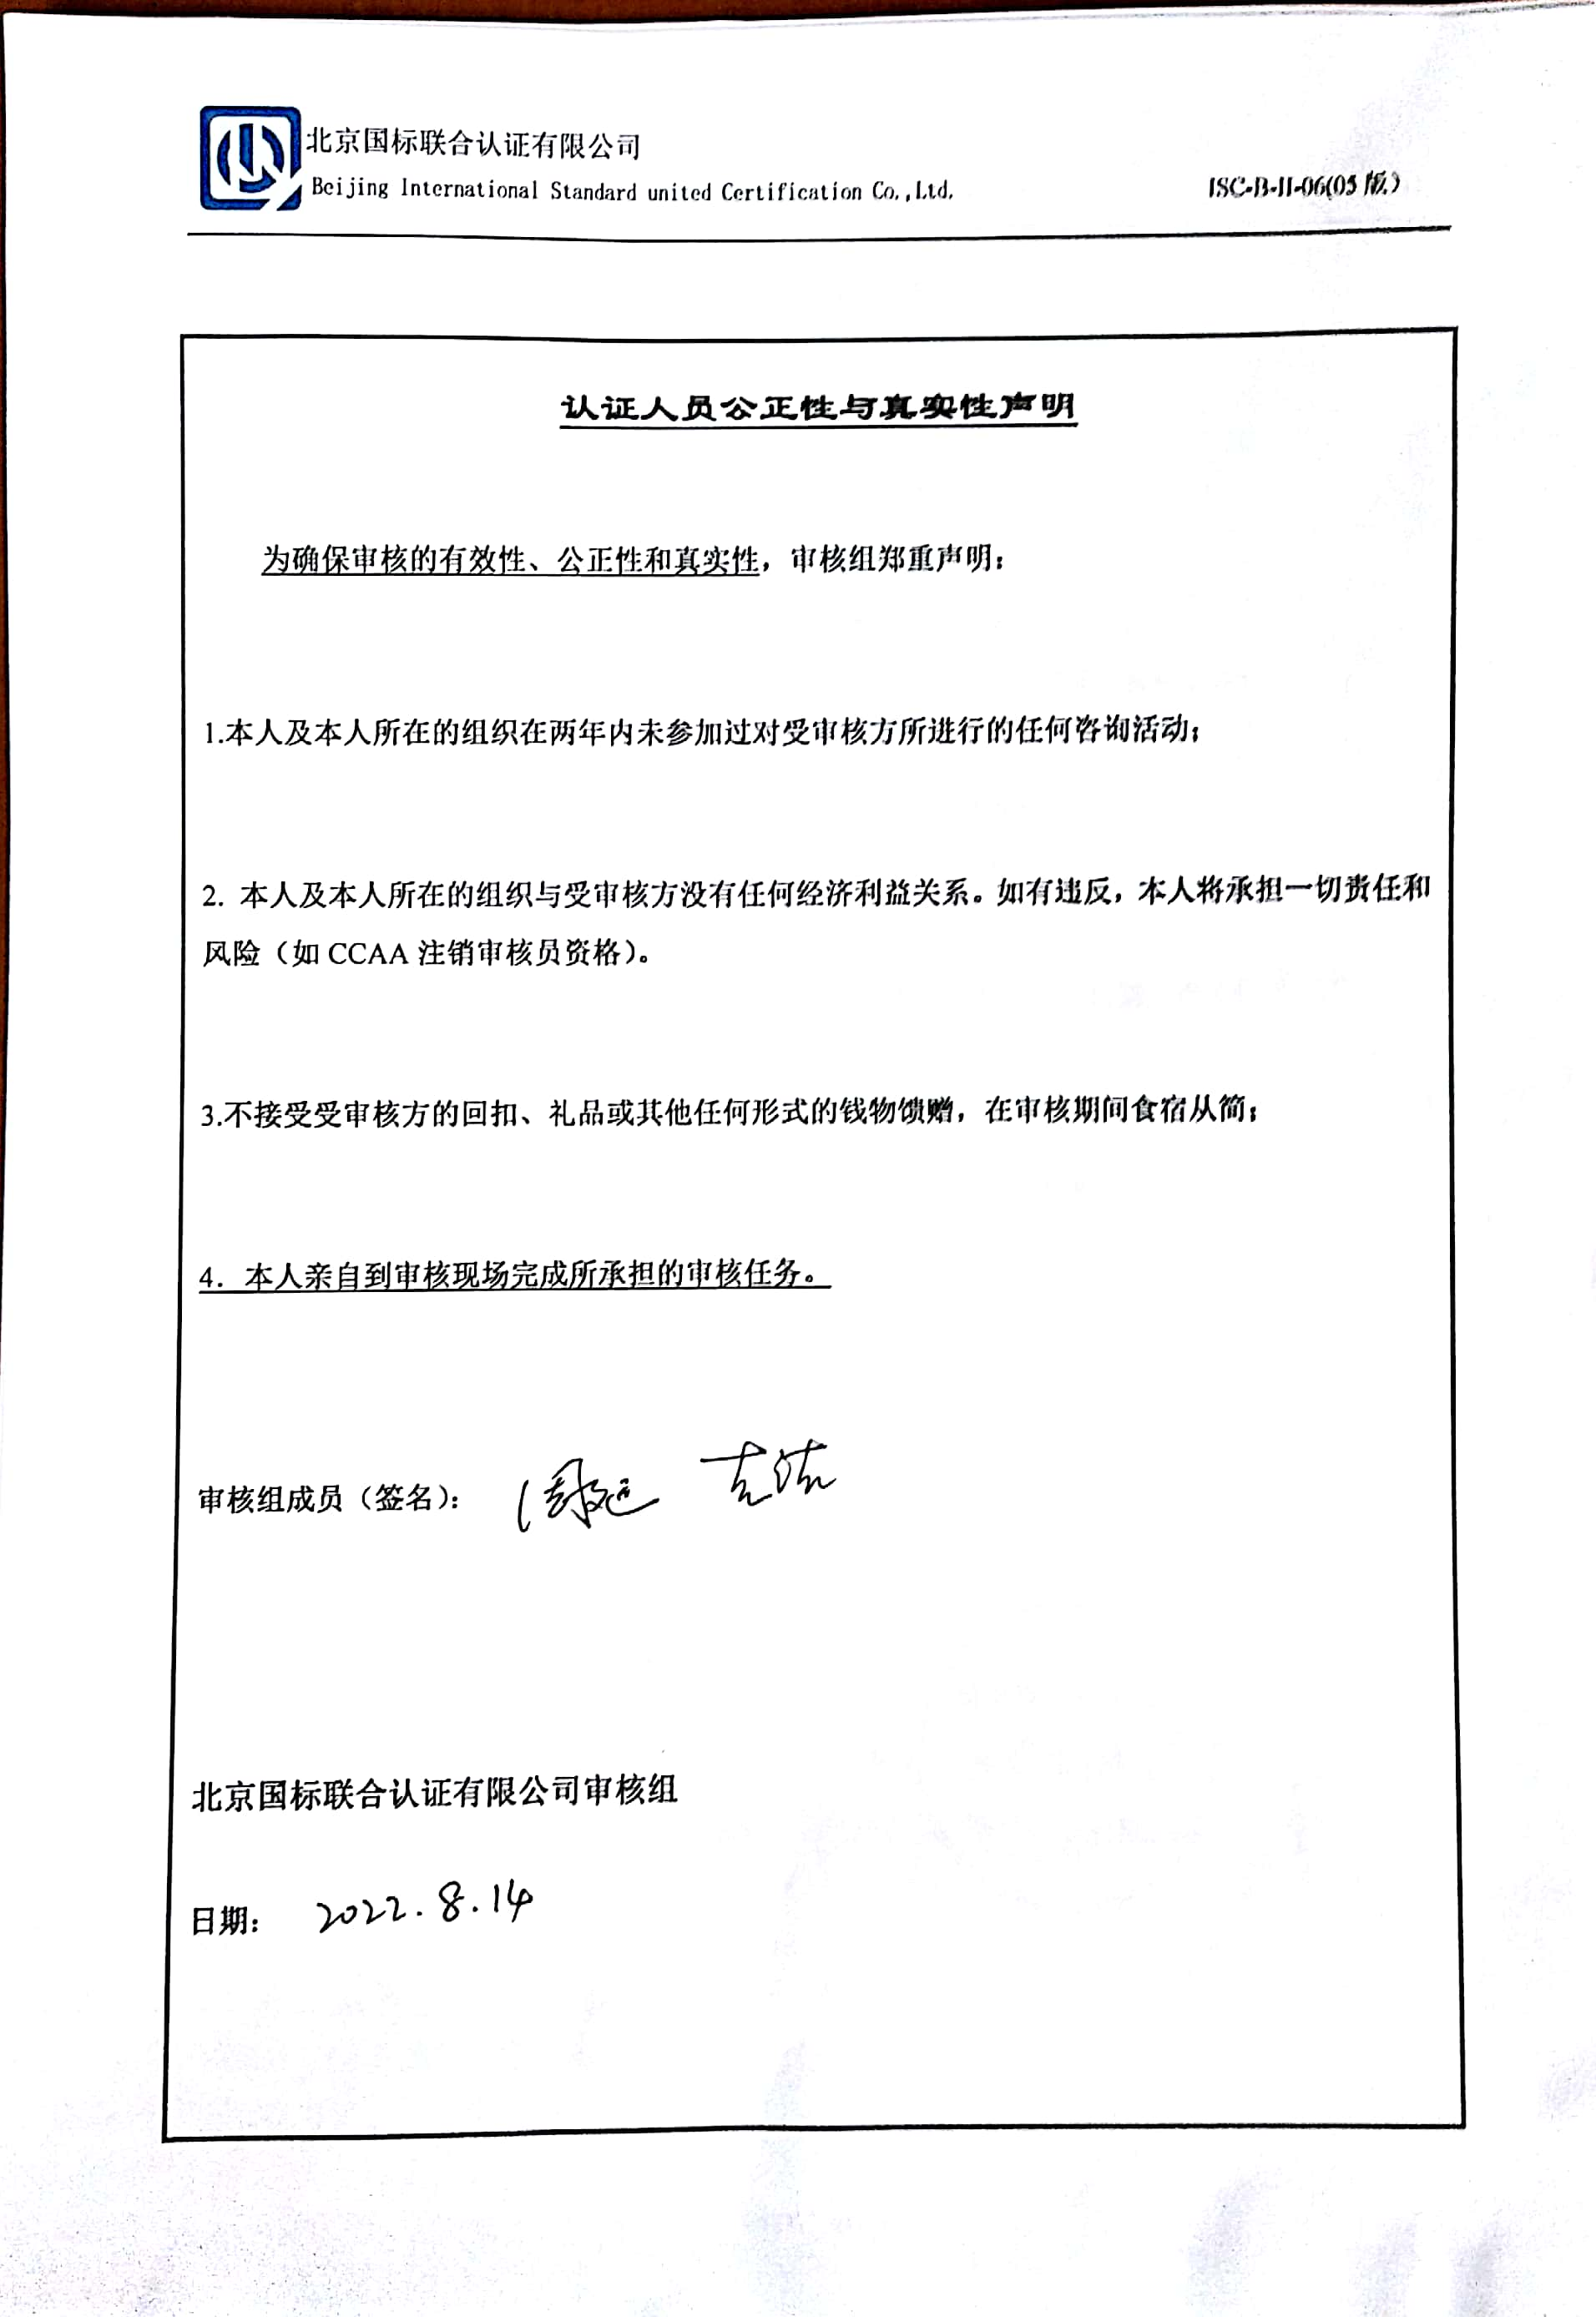 北京国标联合认证有限公司
Beijing International Standard united Certification Co.,Ltd.
ISC-B-II-06(05版)
认证人员公正性与真实性声明
为确保审核的有效性、公正性和真实性，审核组郑重声明：
1.本人及本人所在的组织在两年内未参加过对受审核方所进行的任何咨询活动；
2. 本人及本人所在的组织与受审核方没有任何经济利益关系。如有违反，本人将承担一切责任和
风险（如 CCAA 注销审核员资格）。
3.不接受受审核方的回扣、礼品或其他任何形式的钱物馈赠，在审核期间食宿从简；
4. 本人亲自到审核现场完成所承担的审核任务。
审核组成员（签名）：
北京国标联合认证有限公司审核组
日期： 2022.8.14